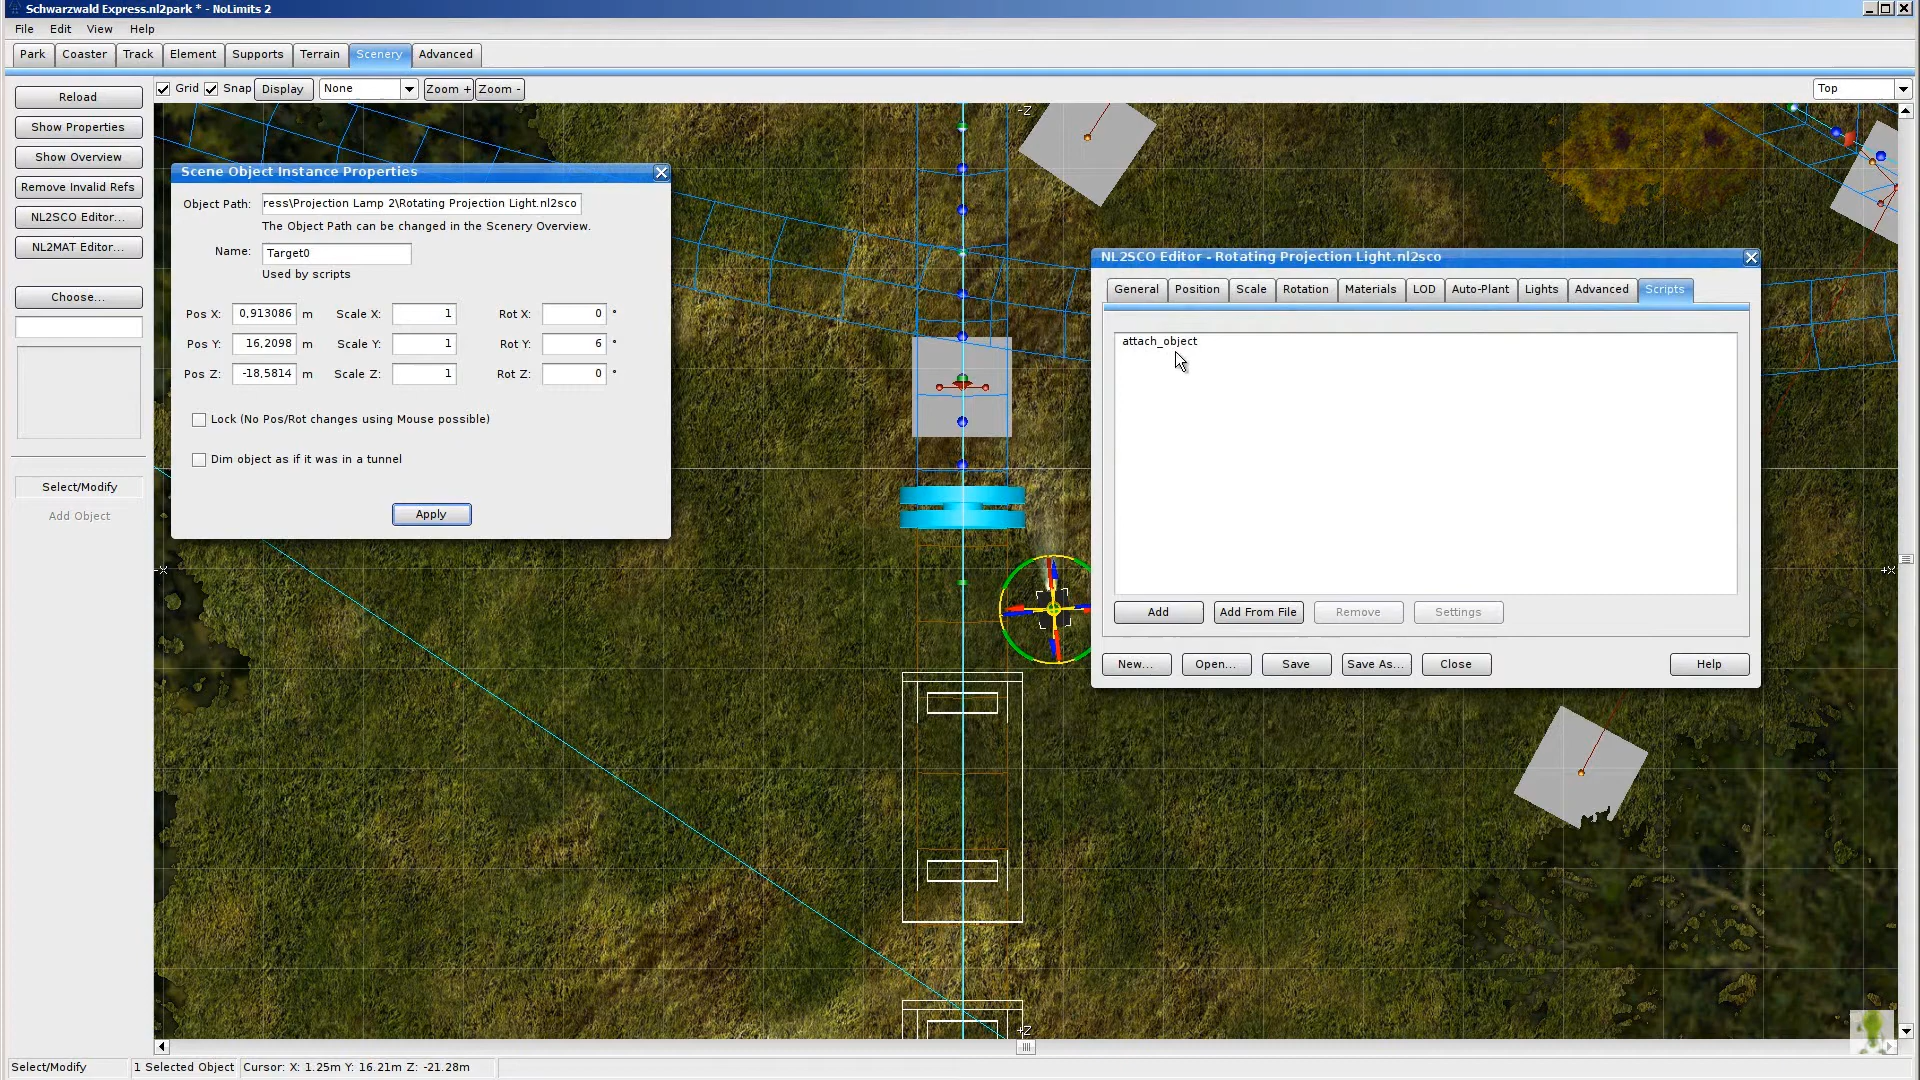 Schwarzwald Express.nl2park * - NoLimits 2
File Edit View Help
Park Coaster Track Element Supports Terrain Scenery Advanced
Grid Snap Display None Zoom + Zoom - Top
Reload
Show Properties
Show Overview
Remove Invalid Refs
NL2SCO Editor...
NL2MAT Editor...
Choose...
Select/Modify
Add Object
-Z
-X
+X
+Z
Scene Object Instance Properties
Object Path: ress\Projection Lamp 2\Rotating Projection Light.nl2sco
The Object Path can be changed in the Scenery Overview.
Name: Target0
Used by scripts
Pos X: 0,913086 m Scale X: 1 Rot X: 0 °
Pos Y: 16,2098 m Scale Y: 1 Rot Y: 6 °
Pos Z: -18,5814 m Scale Z: 1 Rot Z: 0 °
Lock (No Pos/Rot changes using Mouse possible)
Dim object as if it was in a tunnel
Apply
NL2SCO Editor - Rotating Projection Light.nl2sco
General Position Scale Rotation Materials LOD Auto-Plant Lights Advanced Scripts
attach_object
Add Add From File Remove Settings
New... Open... Save Save As... Close Help
Select/Modify 1 Selected Object Cursor: X: 1.25m Y: 16.21m Z: -21.28m